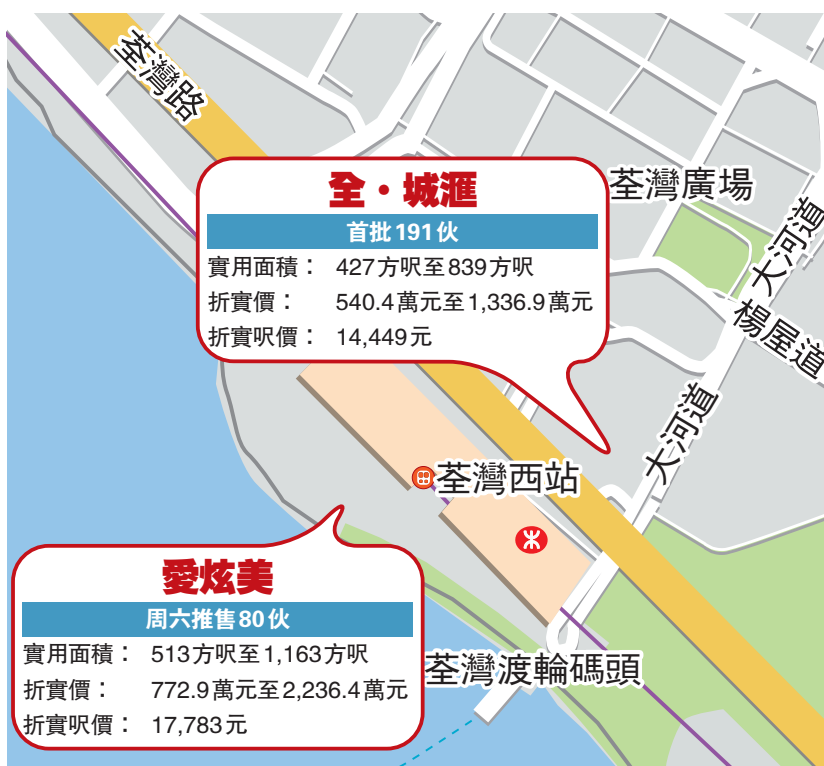 荃灣路
全・城滙
首批191伙
實用面積： 427方呎至839方呎
折實價： 540.4萬元至1,336.9萬元
折實呎價： 14,449元
荃灣廣場
大河道
楊屋道
大河道
荃灣西站
愛炫美
周六推售80伙
實用面積： 513方呎至1,163方呎
折實價： 772.9萬元至2,236.4萬元
折實呎價： 17,783元
荃灣渡輪碼頭